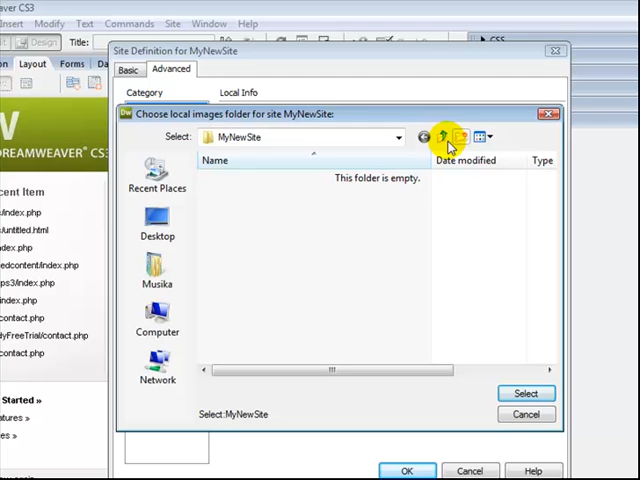 aver CS3
Insert Modify Text Commands Site Window Help
Design Title:
CSS
Layout Forms Da
Site Definition for MyNewSite
Basic Advanced
Category Local Info
Choose local images folder for site MyNewSite:
Select: MyNewSite
Name Date modified Type
This folder is empty.
Recent Places
Desktop
Musika
Computer
Network
Select
Select:MyNewSite Cancel
OK Cancel Help
DREAMWEAVER CS3
Recent Item
s/index.php
s/untitled.html
dex.php
edcontent/index.php
ps3/index.php
index.php
contact.php
dyFreeTrial/contact.php
contact.php
Started »
atures »
es »